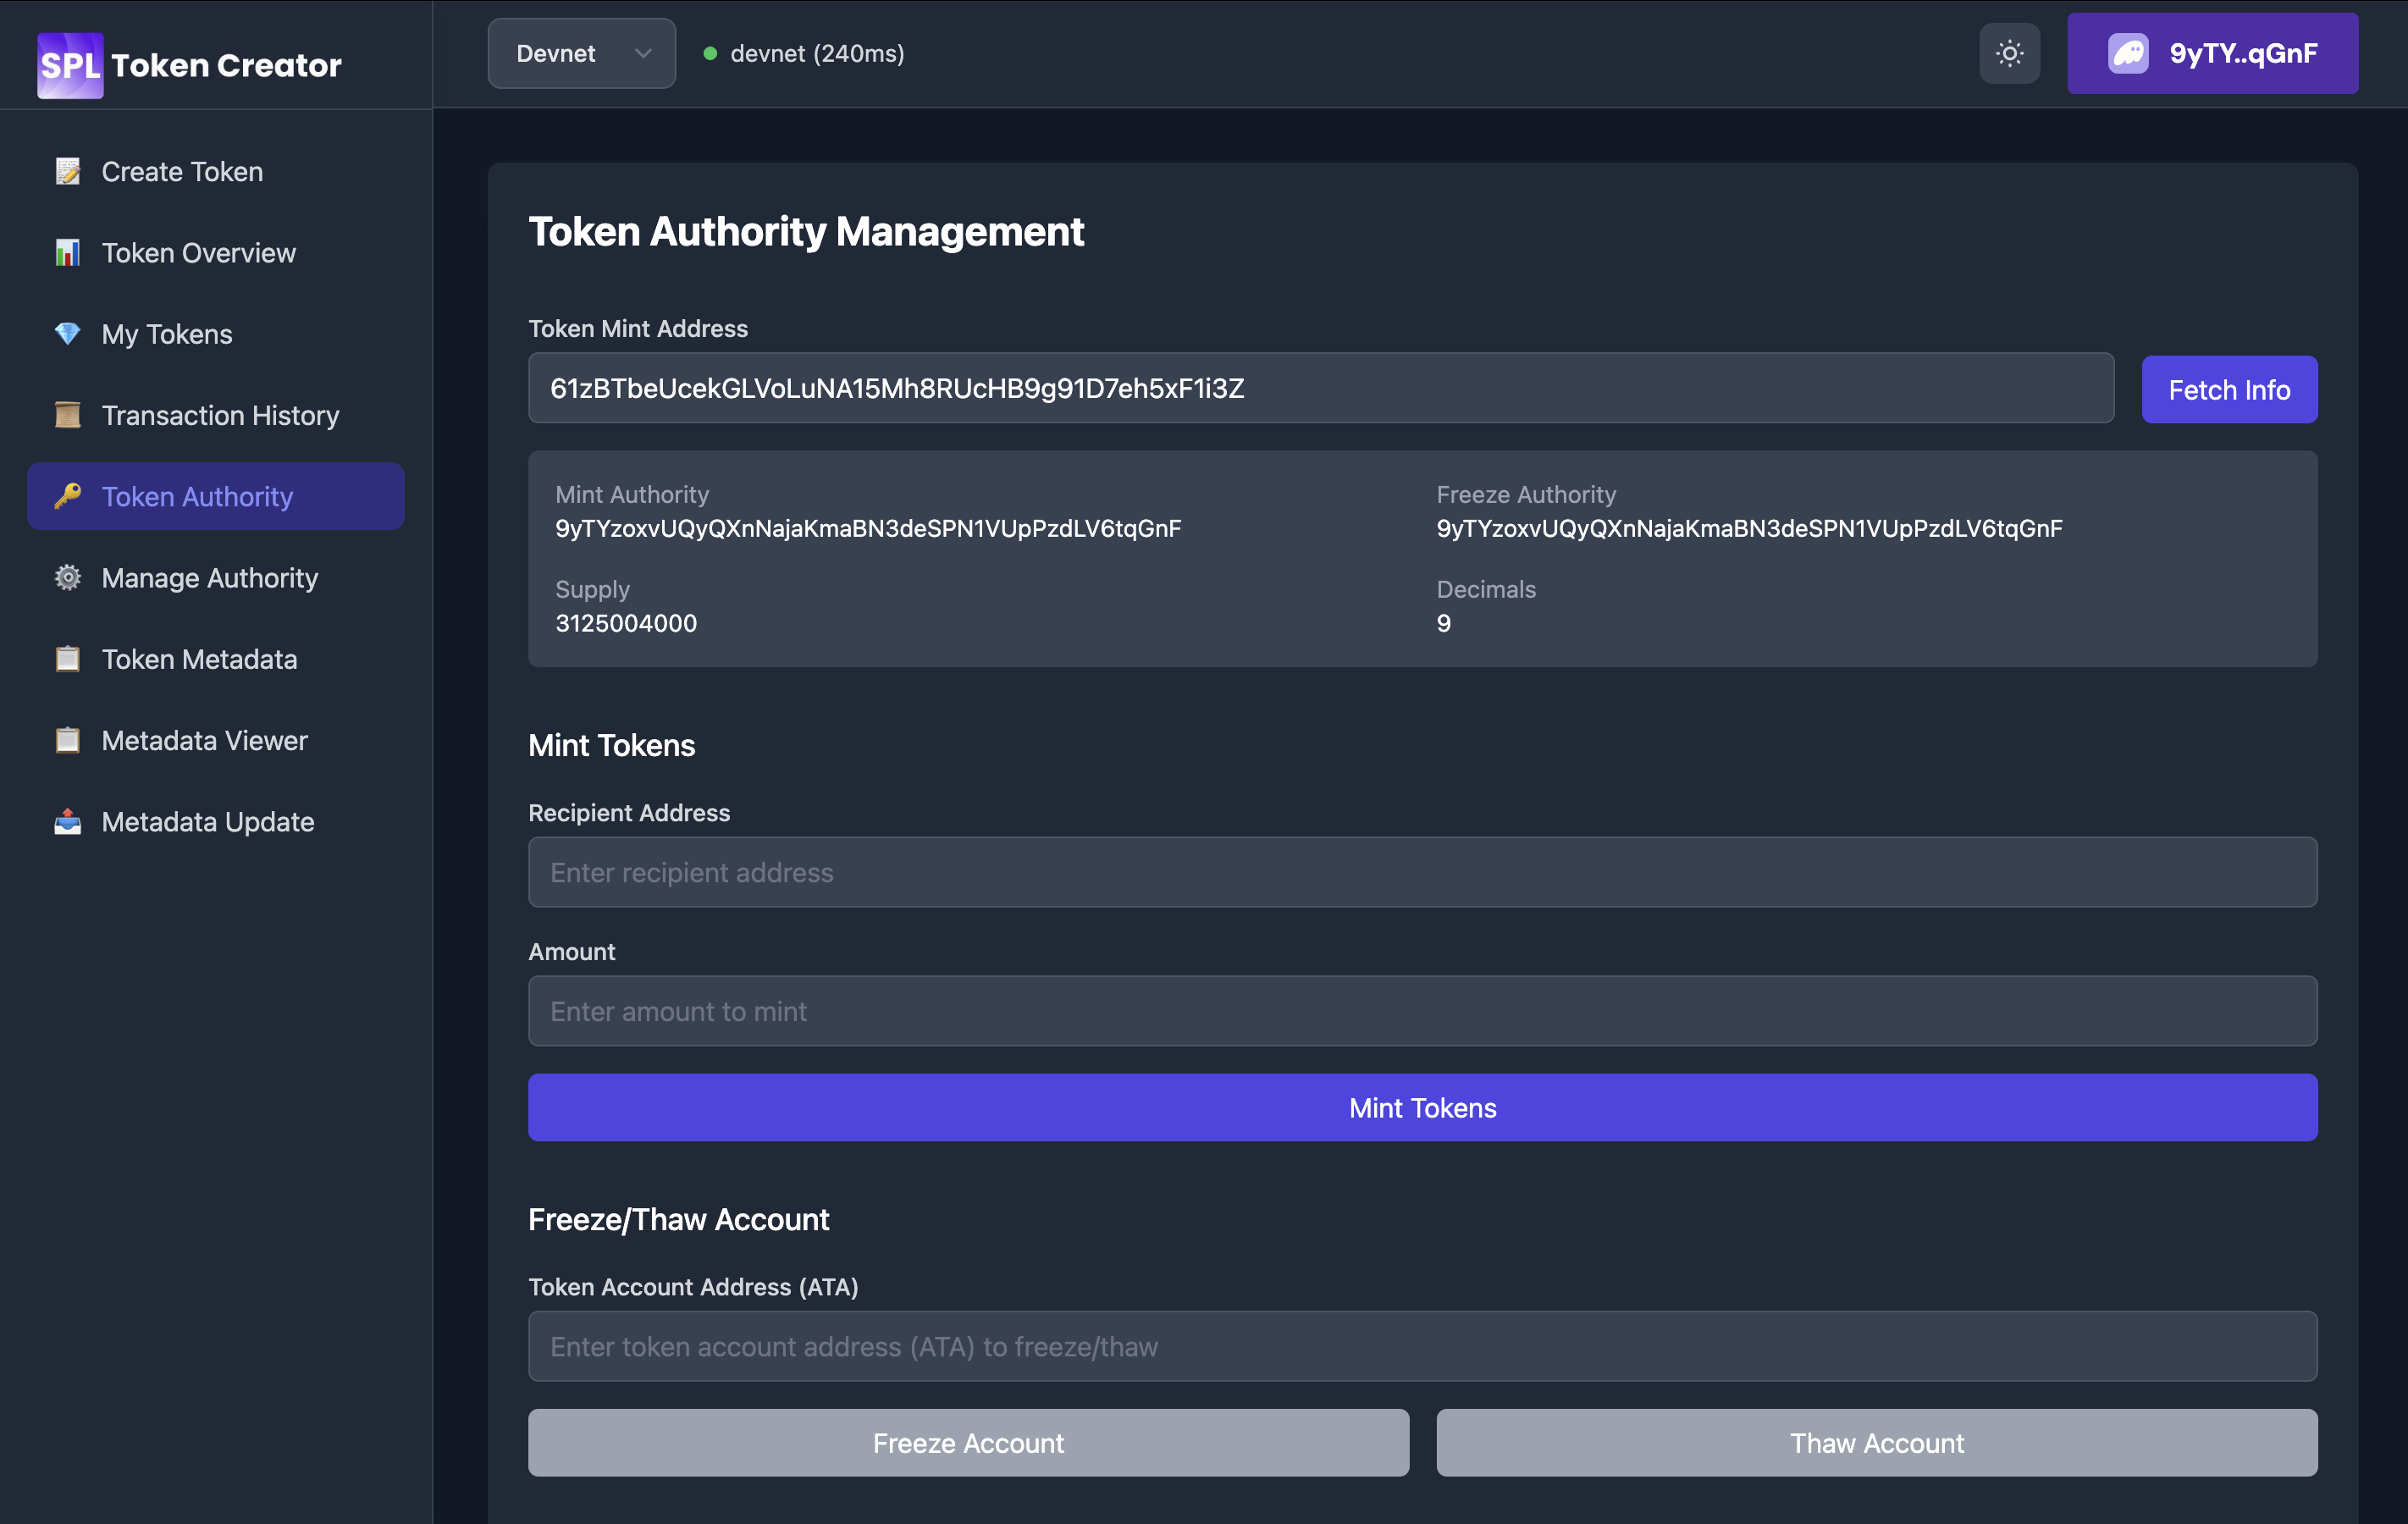 SPL Token Creator
Devnet
devnet (240ms)
9yTY..qGnF
Create Token
Token Overview
My Tokens
Transaction History
Token Authority
Manage Authority
Token Metadata
Metadata Viewer
Metadata Update
Token Authority Management
Token Mint Address
61zBTbeUcekGLVoLuNA15Mh8RUcHB9g91D7eh5xF1i3Z
Fetch Info
Mint Authority
9yTYzoxvUQyQXnNajaKmaBN3deSPN1VUpPzdLV6tqGnF
Freeze Authority
9yTYzoxvUQyQXnNajaKmaBN3deSPN1VUpPzdLV6tqGnF
Supply
3125004000
Decimals
9
Mint Tokens
Recipient Address
Enter recipient address
Amount
Enter amount to mint
Mint Tokens
Freeze/Thaw Account
Token Account Address (ATA)
Enter token account address (ATA) to freeze/thaw
Freeze Account
Thaw Account